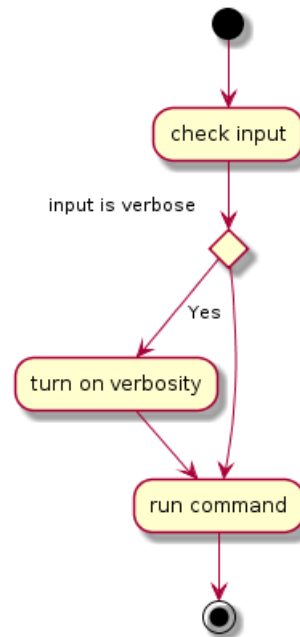 check input
input is verbose
Yes
turn on verbosity
run command